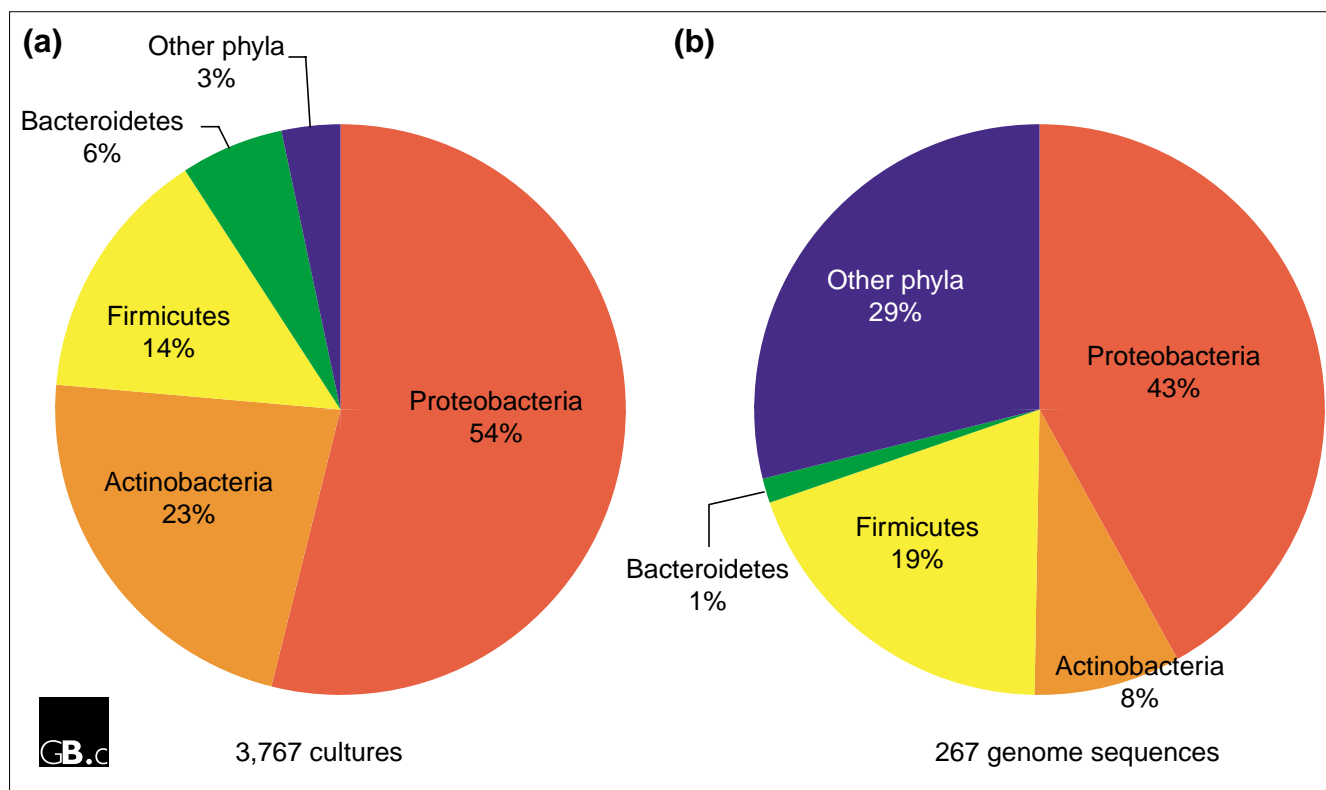 (a)
Other phyla
3%
Bacteroidetes
6%
Firmicutes
14%
Proteobacteria
54%
Actinobacteria
23%
3,767 cultures
(b)
Other phyla
29%
Proteobacteria
43%
Firmicutes
19%
Bacteroidetes
1%
Actinobacteria
8%
267 genome sequences
GB.c